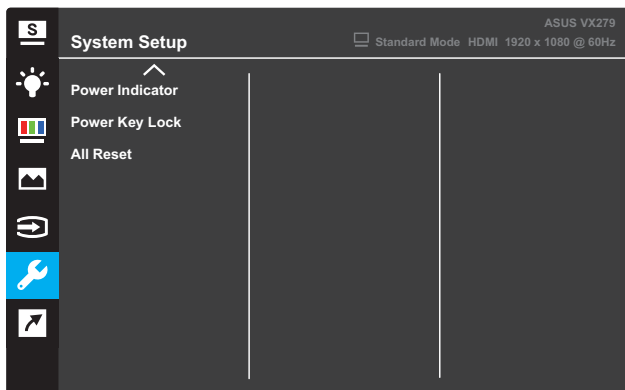 S
ASUS VX279
System Setup
Standard Mode HDMI 1920 x 1080 @ 60Hz
Power Indicator
Power Key Lock
All Reset